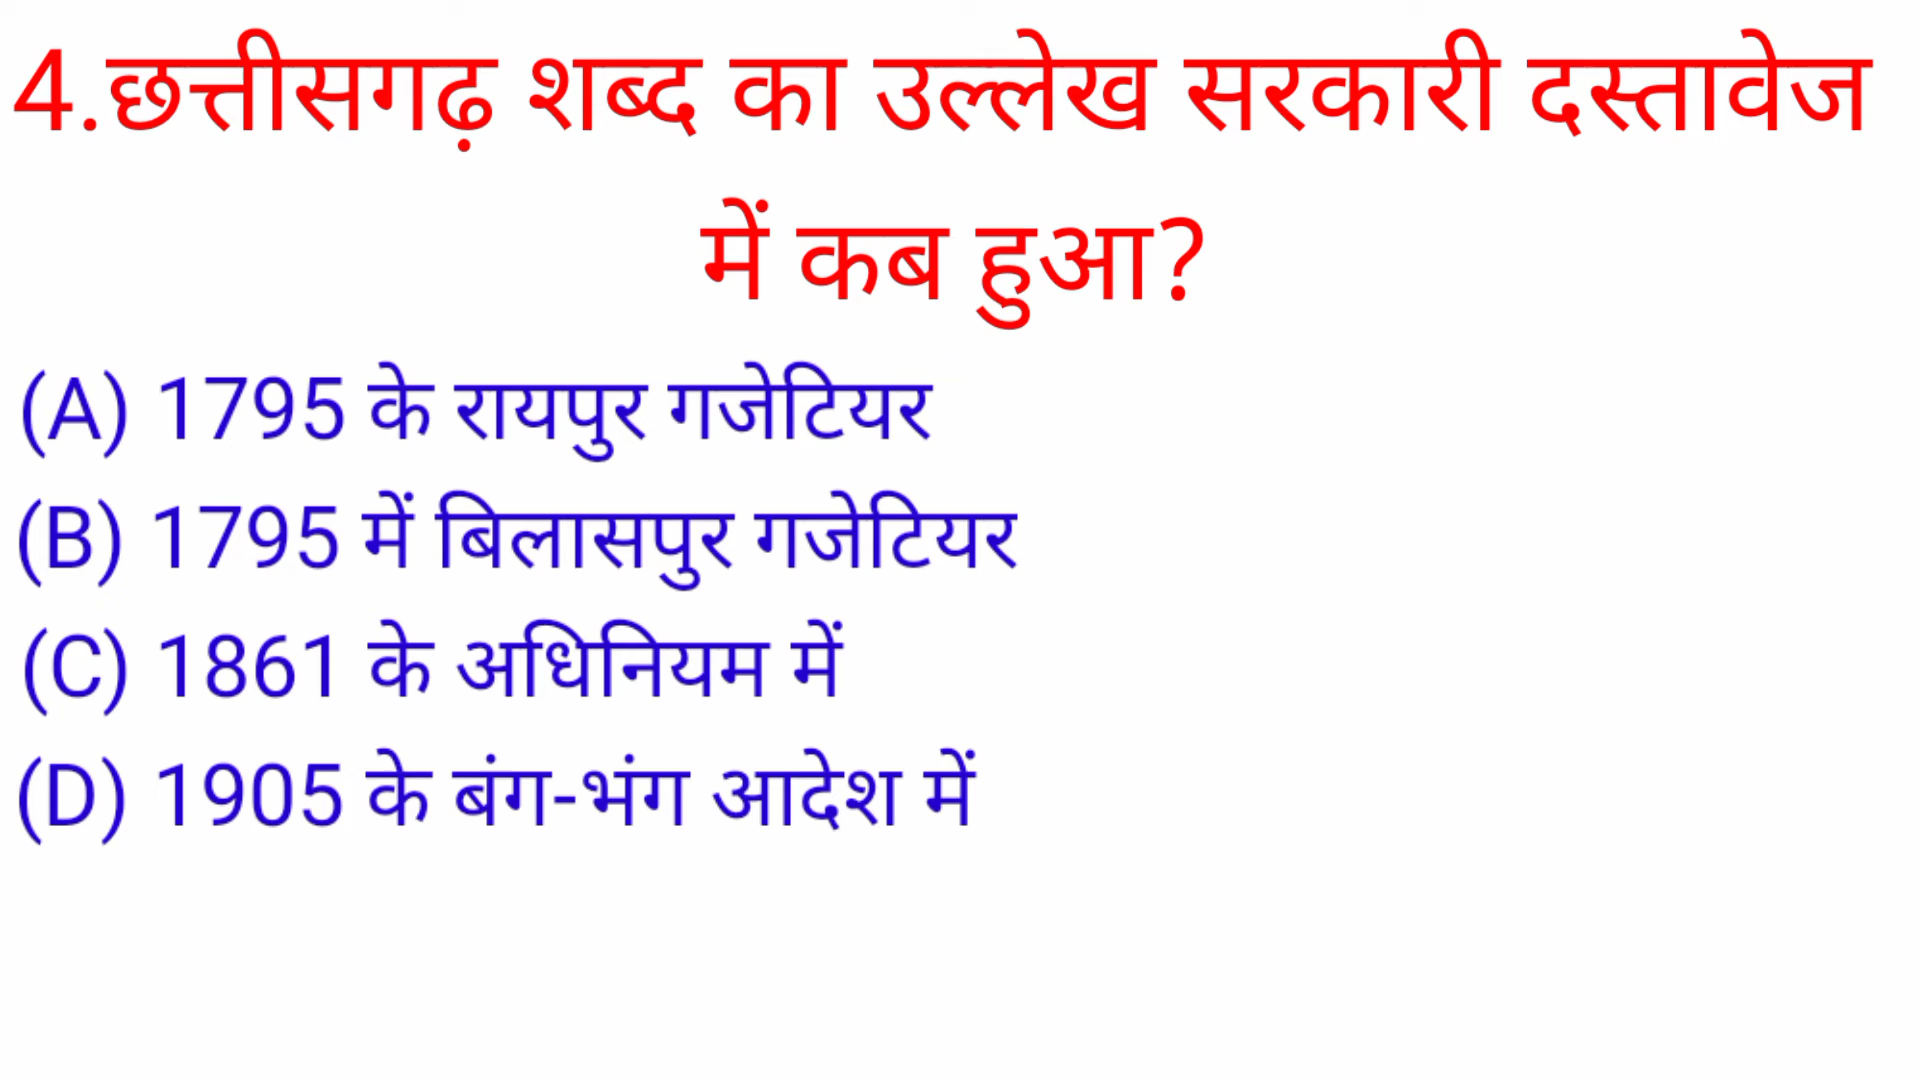 4.छत्तीसगढ़ शब्द का उल्लेख सरकारी दस्तावेज
में कब हुआ?
(A) 1795 के रायपुर गजेटियर
(B) 1795 में बिलासपुर गजेटियर
(C) 1861 के अधिनियम में
(D) 1905 के बंग-भंग आदेश में